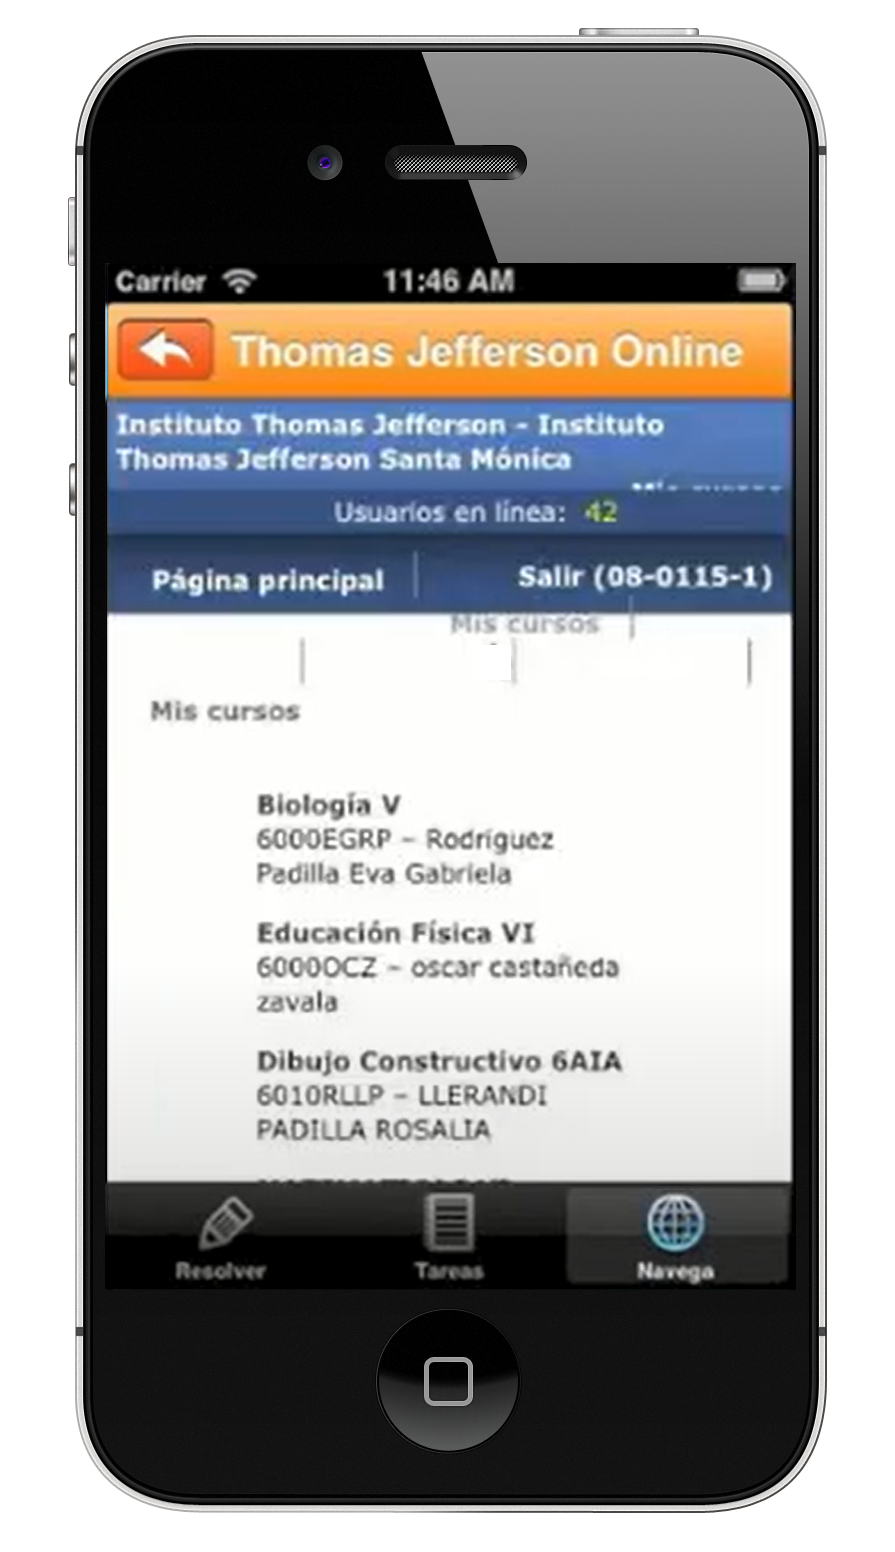 Carrier 11:46 AM
Thomas Jefferson Online
Instituto Thomas Jefferson - Instituto
Thomas Jefferson Santa Mónica
Usuarios en línea: 42
Página principal Salir (08-0115-1)
Mis cursos
Mis cursos
Biología V
6000EGRP – Rodríguez
Padilla Eva Gabriela
Educación Física VI
6000OCZ – oscar castañeda
zavala
Dibujo Constructivo 6AIA
6010RLLP – LLERANDI
PADILLA ROSALIA
Resolver Tareas Navega